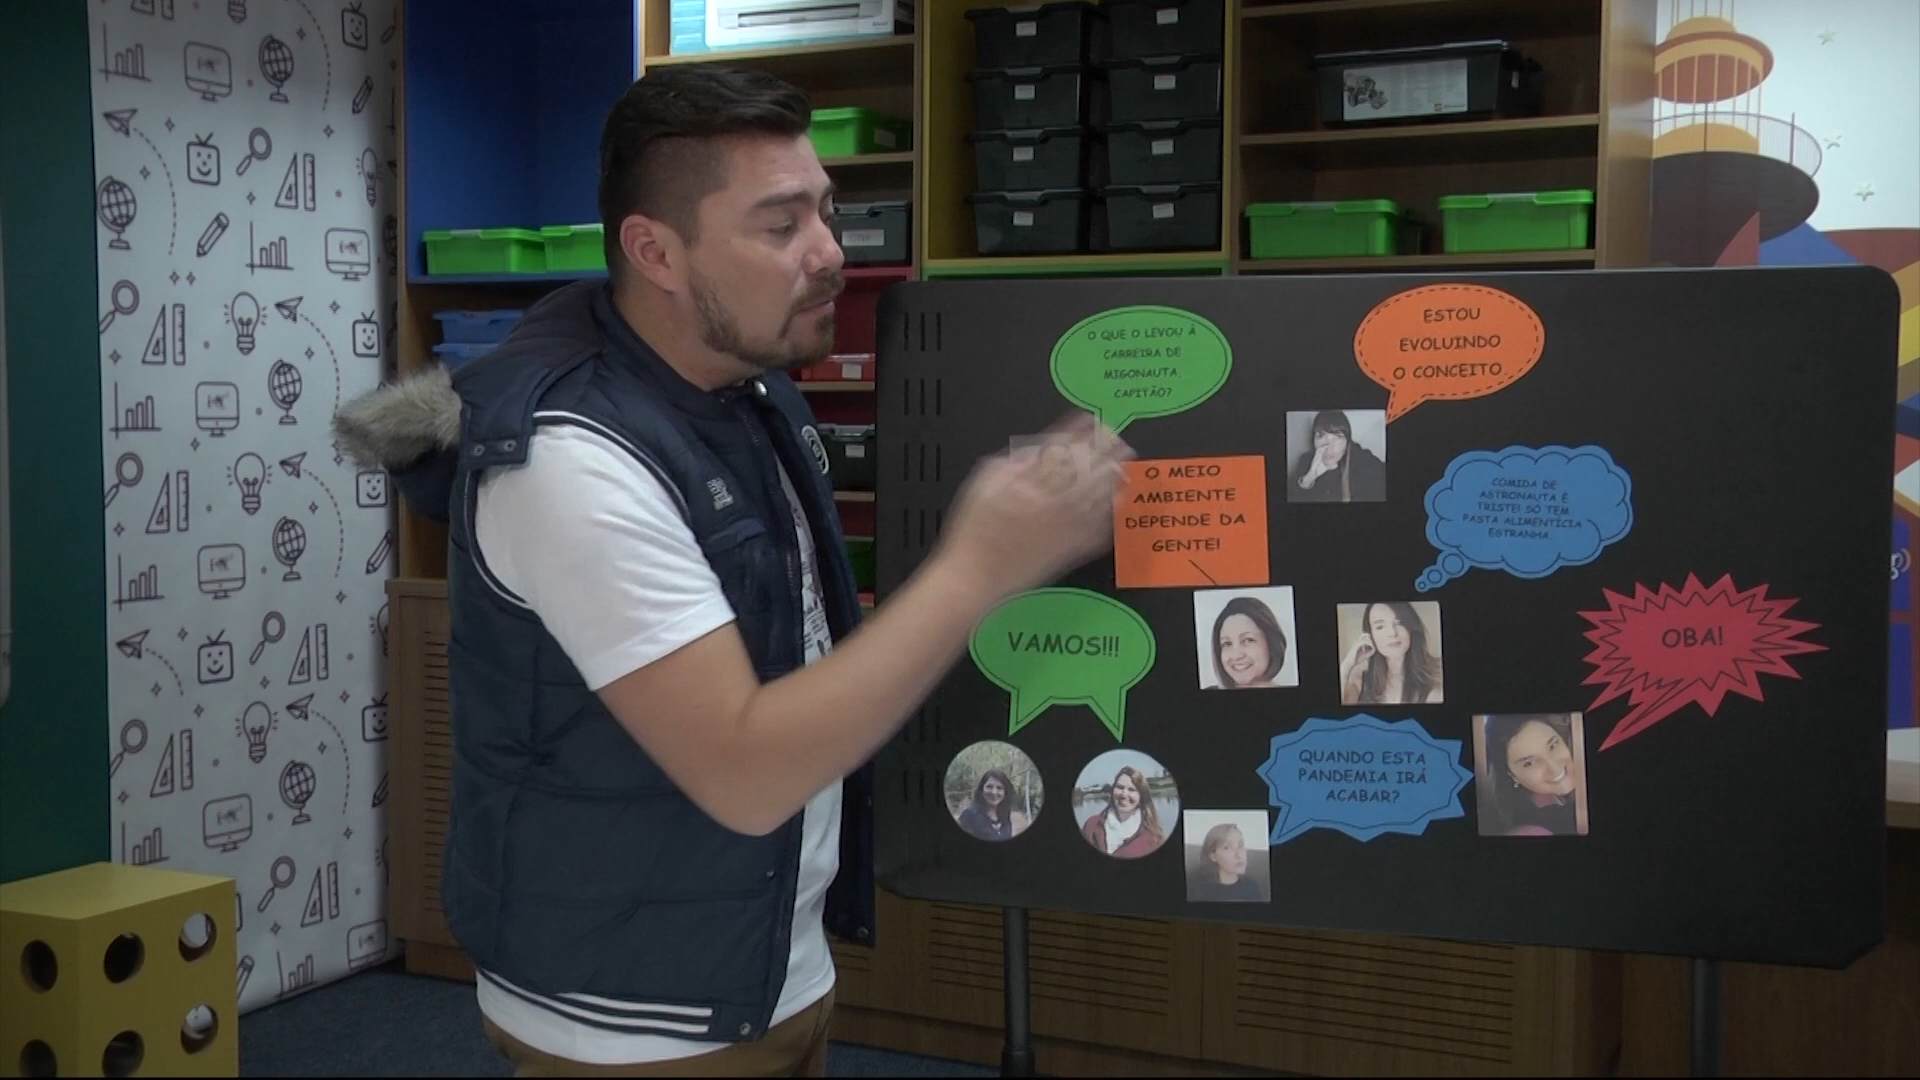 O QUE O LEVOU À
CARREIRA DE
MIGONAUTA,
CAPITÃO?
ESTOU
EVOLUINDO
O CONCEITO
O MEIO
AMBIENTE
DEPENDE DA
GENTE!
COMIDA DE
ASTRONAUTA É
TRISTE! SÓ TEM
PASTA ALIMENTÍCIA
ESTRANHA.
VAMOS!!!
OBA!
QUANDO ESTA
PANDEMIA IRÁ
ACABAR?